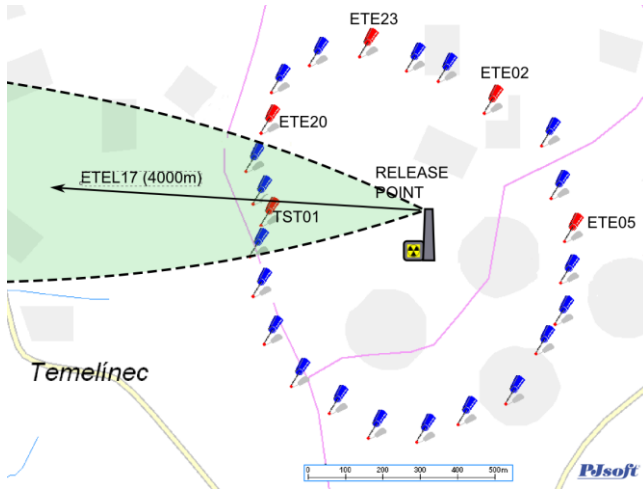 ETE23
ETE02
ETE20
RELEASE
POINT
ETEL17 (4000m)
TST01
ETE05
Temelínec
0 100 200 300 400 500m
PJsoft